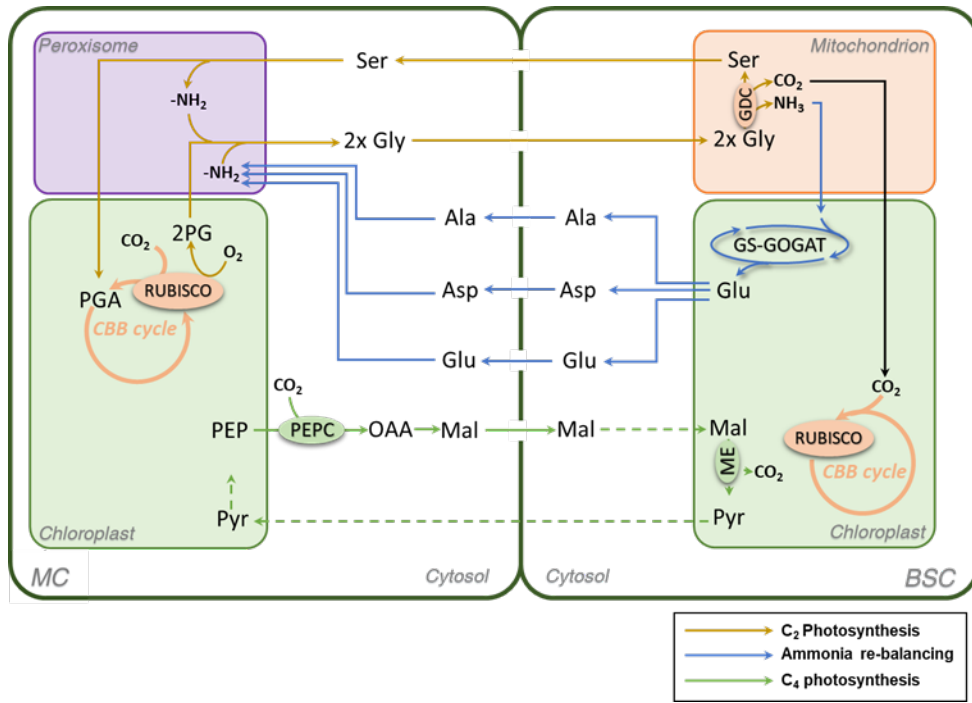 Peroxisome
Mitochondrion
Ser
Ser
CO2
-NH2
GDC
NH3
2x Gly
2x Gly
-NH2
2PG
CO2
O2
Ala
Ala
GS-GOGAT
PGA
RUBISCO
Asp
Asp
Glu
CBB cycle
Glu
Glu
CO2
CO2
PEP
PEPC
OAA
Mal
Mal
Mal
RUBISCO
ME
CO2
CBB cycle
Pyr
Pyr
Chloroplast
Chloroplast
MC
Cytosol
Cytosol
BSC
C2 Photosynthesis
Ammonia re-balancing
C4 photosynthesis